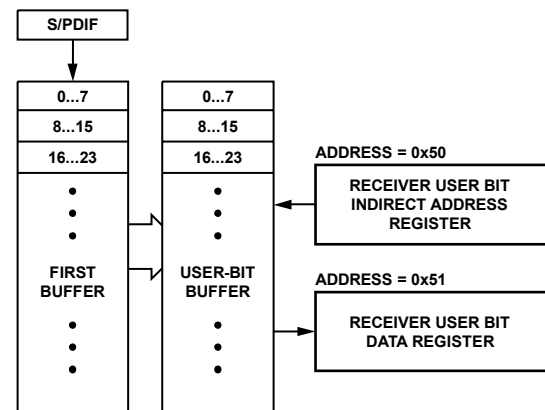 S/PDIF
0...7
8...15
16...23
FIRST
BUFFER
0...7
8...15
16...23
USER-BIT
BUFFER
ADDRESS = 0x50
RECEIVER USER BIT
INDIRECT ADDRESS
REGISTER
ADDRESS = 0x51
RECEIVER USER BIT
DATA REGISTER